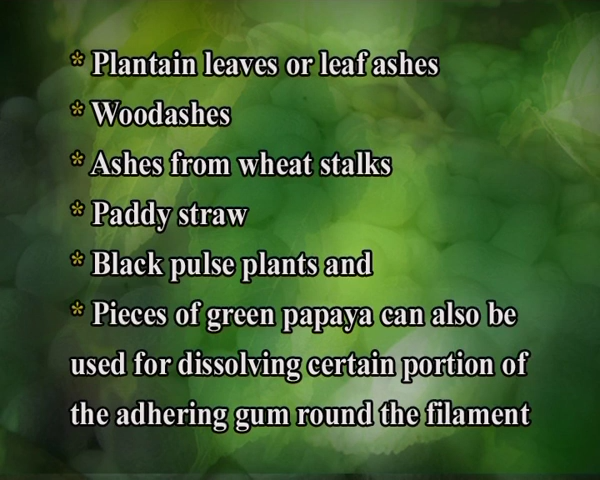 * Plantain leaves or leaf ashes
* Woodashes
* Ashes from wheat stalks
* Paddy straw
* Black pulse plants and
* Pieces of green papaya can also be
used for dissolving certain portion of
the adhering gum round the filament